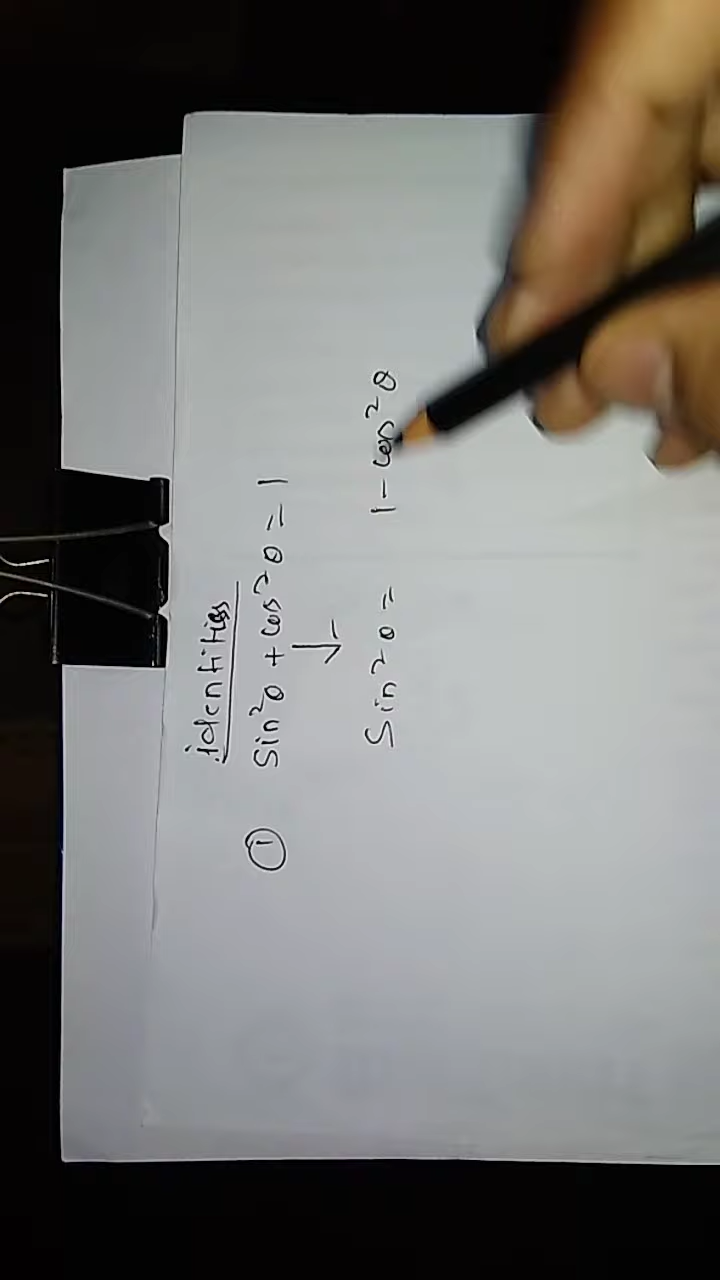 identities
① Sin²θ + cos²θ = 1
↓
Sin²θ = 1 - cos²θ